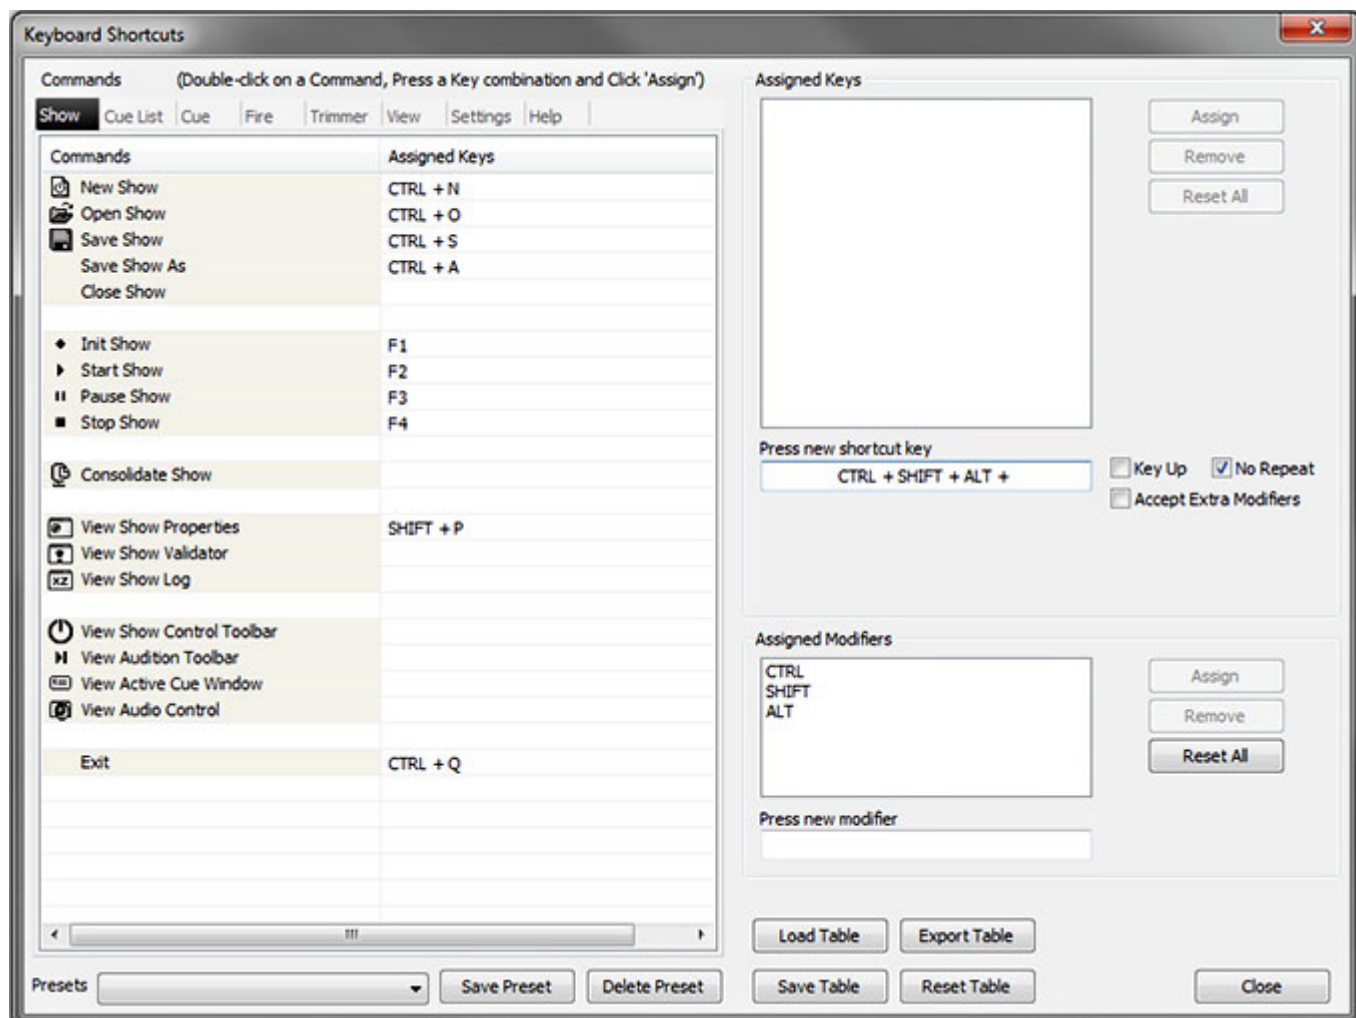 Keyboard Shortcuts
Commands (Double-click on a Command, Press a Key combination and Click 'Assign')
Show Cue List Cue Fire Trimmer View Settings Help
Commands Assigned Keys
New Show CTRL + N
Open Show CTRL + O
Save Show CTRL + S
Save Show As CTRL + A
Close Show
Init Show F1
Start Show F2
Pause Show F3
Stop Show F4
Consolidate Show
View Show Properties SHIFT + P
View Show Validator
XZ View Show Log
View Show Control Toolbar
View Audition Toolbar
View Active Cue Window
View Audio Control
Exit CTRL + Q
Presets
Save Preset
Delete Preset
Assigned Keys
Assign
Remove
Reset All
Press new shortcut key
CTRL + SHIFT + ALT +
Key Up No Repeat
Accept Extra Modifiers
Assigned Modifiers
CTRL
SHIFT
ALT
Assign
Remove
Reset All
Press new modifier
Load Table Export Table
Save Table Reset Table Close